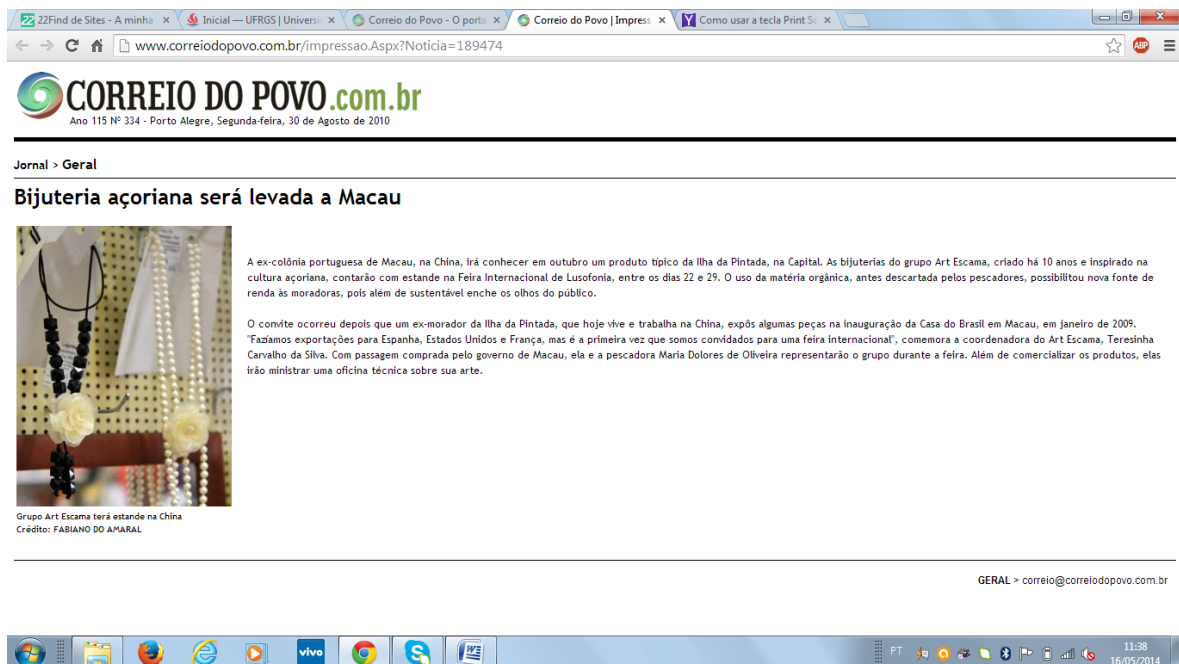 22Find de Sites - A minha
Inicial — UFRGS | Universi
Correio do Povo - O porta
Correio do Povo | Impress
Como usar a tecla Print Sc
www.correiodopovo.com.br/impressao.Aspx?Noticia=189474
ABP
CORREIO DO POVO.com.br
Ano 115 Nº 334 - Porto Alegre, Segunda-feira, 30 de Agosto de 2010
Jornal > Geral
Bijuteria açoriana será levada a Macau
A ex-colônia portuguesa de Macau, na China, irá conhecer em outubro um produto típico da Ilha da Pintada, na Capital. As bijuterias do grupo Art Escama, criado há 10 anos e inspirado na
cultura açoriana, contarão com estande na Feira Internacional de Lusofonia, entre os dias 22 e 29. O uso da matéria orgânica, antes descartada pelos pescadores, possibilitou nova fonte de
renda às moradoras, pois além de sustentável enche os olhos do público.
O convite ocorreu depois que um ex-morador da Ilha da Pintada, que hoje vive e trabalha na China, expôs algumas peças na inauguração da Casa do Brasil em Macau, em janeiro de 2009.
"Fazíamos exportações para Espanha, Estados Unidos e França, mas é a primeira vez que somos convidados para uma feira internacional", comemora a coordenadora do Art Escama, Teresinha
Carvalho da Silva. Com passagem comprada pelo governo de Macau, ela e a pescadora Maria Dolores de Oliveira representarão o grupo durante a feira. Além de comercializar os produtos, elas
irão ministrar uma oficina técnica sobre sua arte.
Grupo Art Escama terá estande na China
Crédito: FABIANO DO AMARAL
GERAL > correio@correiodopovo.com.br
vivo
PT
11:38
16/05/2014